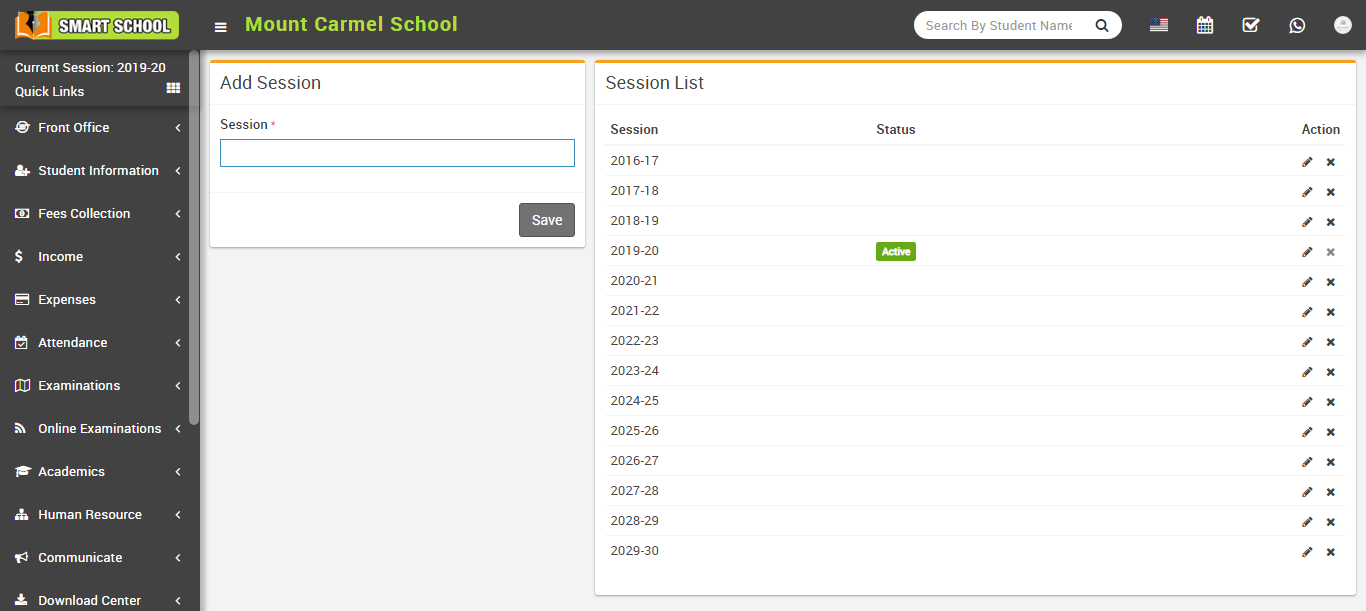 SMART SCHOOL
Mount Carmel School
Search By Student Name
Current Session: 2019-20
Quick Links
Front Office
Student Information
Fees Collection
Income
Expenses
Attendance
Examinations
Online Examinations
Academics
Human Resource
Communicate
Download Center
Add Session
Session *
Save
Session List
Session Status Action
2016-17
2017-18
2018-19
2019-20 Active
2020-21
2021-22
2022-23
2023-24
2024-25
2025-26
2026-27
2027-28
2028-29
2029-30